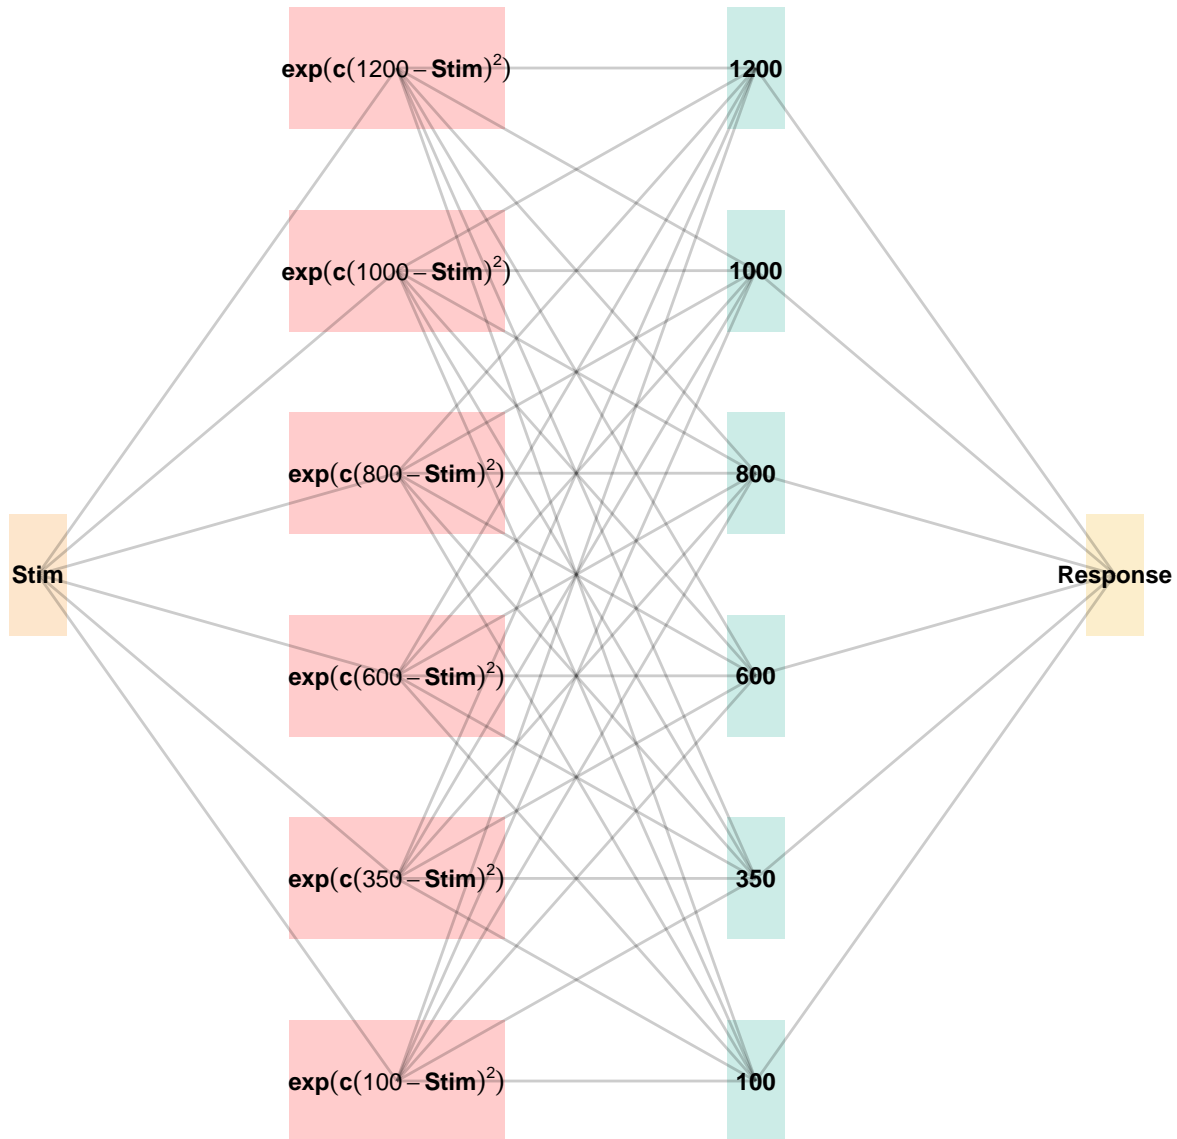 exp(c(1200 – Stim)²)
1200
exp(c(1000 – Stim)²)
1000
exp(c(800 – Stim)²)
800
Stim
Response
exp(c(600 – Stim)²)
600
exp(c(350 – Stim)²)
350
exp(c(100 – Stim)²)
100